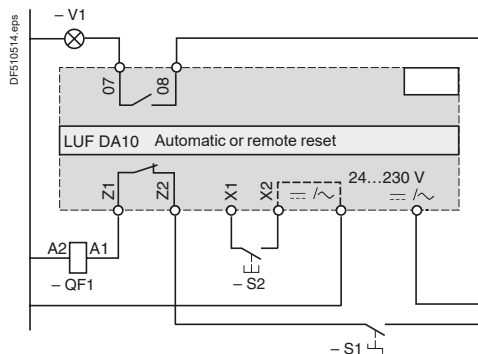 – V1
DF510514.eps
07 08
LUF DA10 Automatic or remote reset
Z1 Z2 X1 X2 24...230 V
A2 A1
– QF1
– S2
– S1